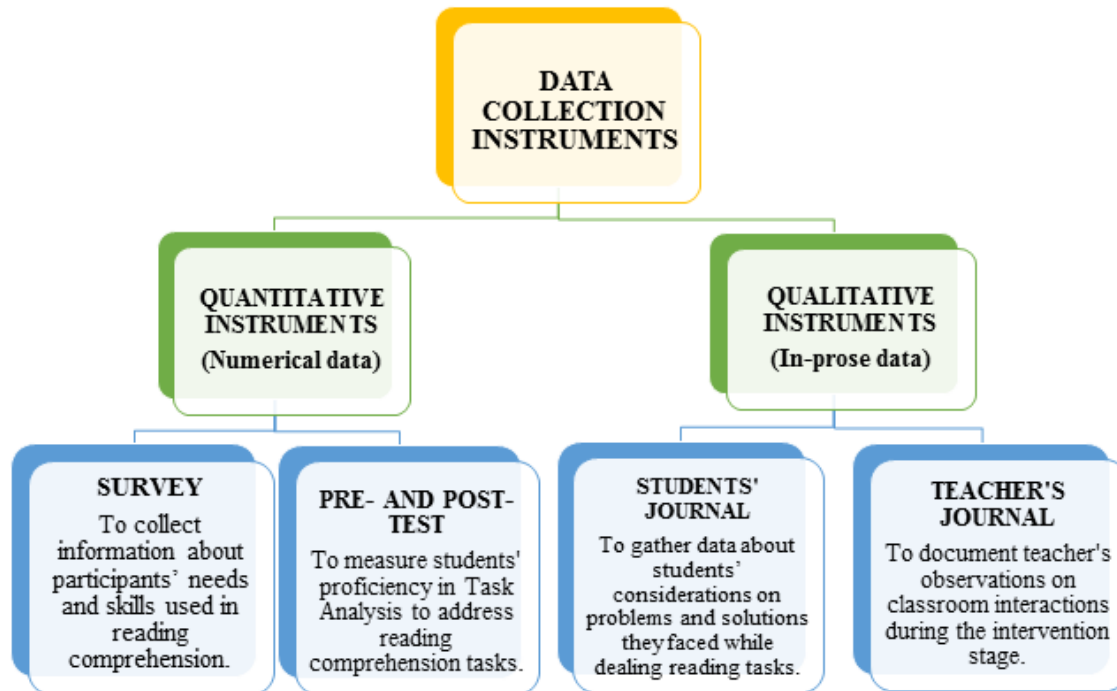 DATA
COLLECTION
INSTRUMENTS
QUANTITATIVE
INSTRUMENTS
(Numerical data)
QUALITATIVE
INSTRUMENTS
(In-prose data)
SURVEY
To collect
information about
participants’ needs
and skills used in
reading
comprehension.
PRE- AND POST-
TEST
To measure students'
proficiency in Task
Analysis to address
reading
comprehension tasks.
STUDENTS'
JOURNAL
To gather data about
students’
considerations on
problems and solutions
they faced while
dealing reading tasks.
TEACHER'S
JOURNAL
To document teacher's
observations on
classroom interactions
during the intervention
stage.